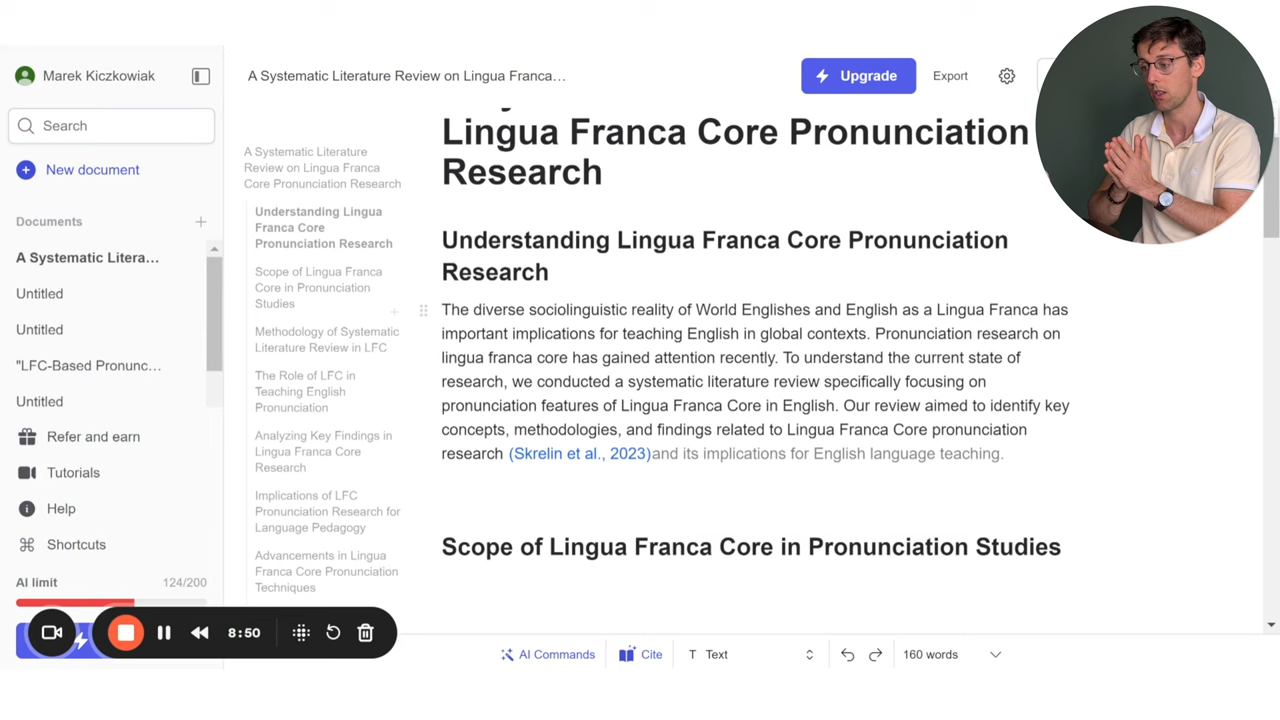 Marek Kiczkowiak
Search
New document
Documents
A Systematic Litera...
Untitled
Untitled
"LFC-Based Pronunc...
Untitled
Refer and earn
Tutorials
Help
Shortcuts
AI limit 124/200
8:50
A Systematic Literature Review on Lingua Franca...
Upgrade
Export
A Systematic Literature
Review on Lingua Franca
Core Pronunciation Research
Understanding Lingua
Franca Core
Pronunciation Research
Scope of Lingua Franca
Core in Pronunciation
Studies
Methodology of Systematic
Literature Review in LFC
The Role of LFC in
Teaching English
Pronunciation
Analyzing Key Findings in
Lingua Franca Core
Research
Implications of LFC
Pronunciation Research for
Language Pedagogy
Advancements in Lingua
Franca Core Pronunciation
Techniques
Lingua Franca Core Pronunciation
Research
Understanding Lingua Franca Core Pronunciation
Research
The diverse sociolinguistic reality of World Englishes and English as a Lingua Franca has
important implications for teaching English in global contexts. Pronunciation research on
lingua franca core has gained attention recently. To understand the current state of
research, we conducted a systematic literature review specifically focusing on
pronunciation features of Lingua Franca Core in English. Our review aimed to identify key
concepts, methodologies, and findings related to Lingua Franca Core pronunciation
research (Skrelin et al., 2023)and its implications for English language teaching.
Scope of Lingua Franca Core in Pronunciation Studies
AI Commands
Cite
T Text
160 words